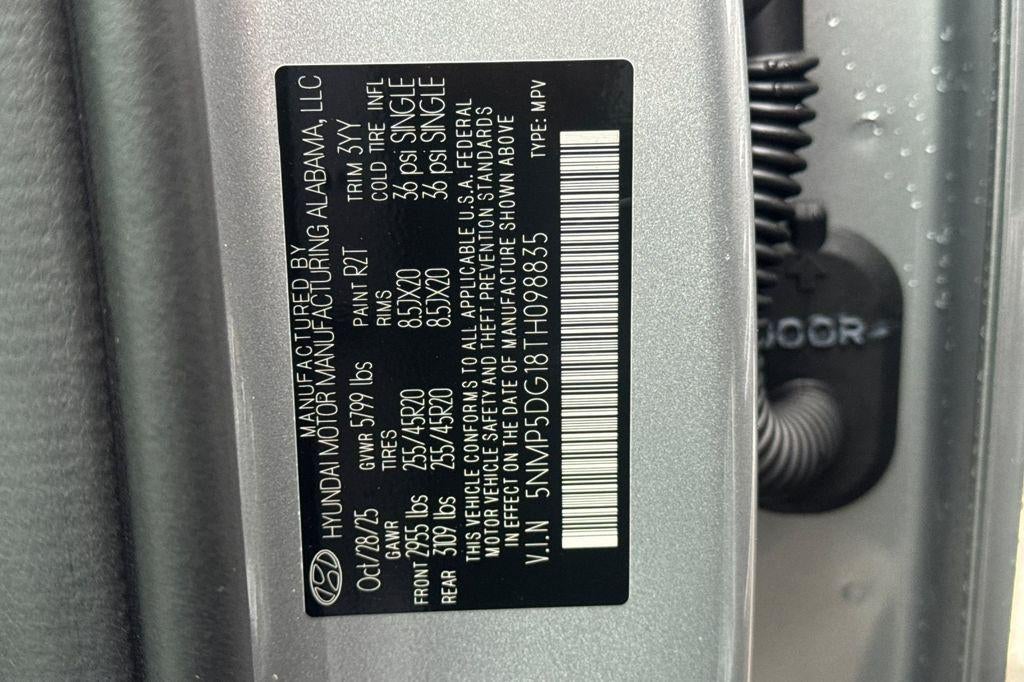 MANUFACTURED BY
HYUNDAI MOTOR MANUFACTURING ALABAMA, LLC
Oct/28/25 GVWR 5799 lbs PAINT R2T TRIM 3YY
GAWR TIRES RIMS COLD TIRE INFL
FRONT 2955 lbs 255/45R20 8.5JX20 36 psi SINGLE
REAR 3109 lbs 255/45R20 8.5JX20 36 psi SINGLE
THIS VEHICLE CONFORMS TO ALL APPLICABLE U.S.A. FEDERAL
MOTOR VEHICLE SAFETY AND THEFT PREVENTION STANDARDS
IN EFFECT ON THE DATE OF MANUFACTURE SHOWN ABOVE
V.I.N 5NMP5DG18TH098835 TYPE: MPV
DOOR